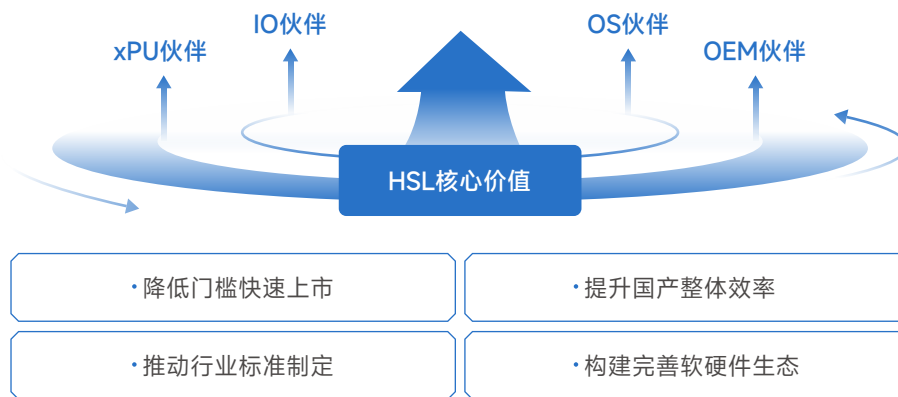 IO伙伴
OS伙伴
xPU伙伴
OEM伙伴
HSL核心价值
·降低门槛快速上市
·提升国产整体效率
·推动行业标准制定
·构建完善软硬件生态